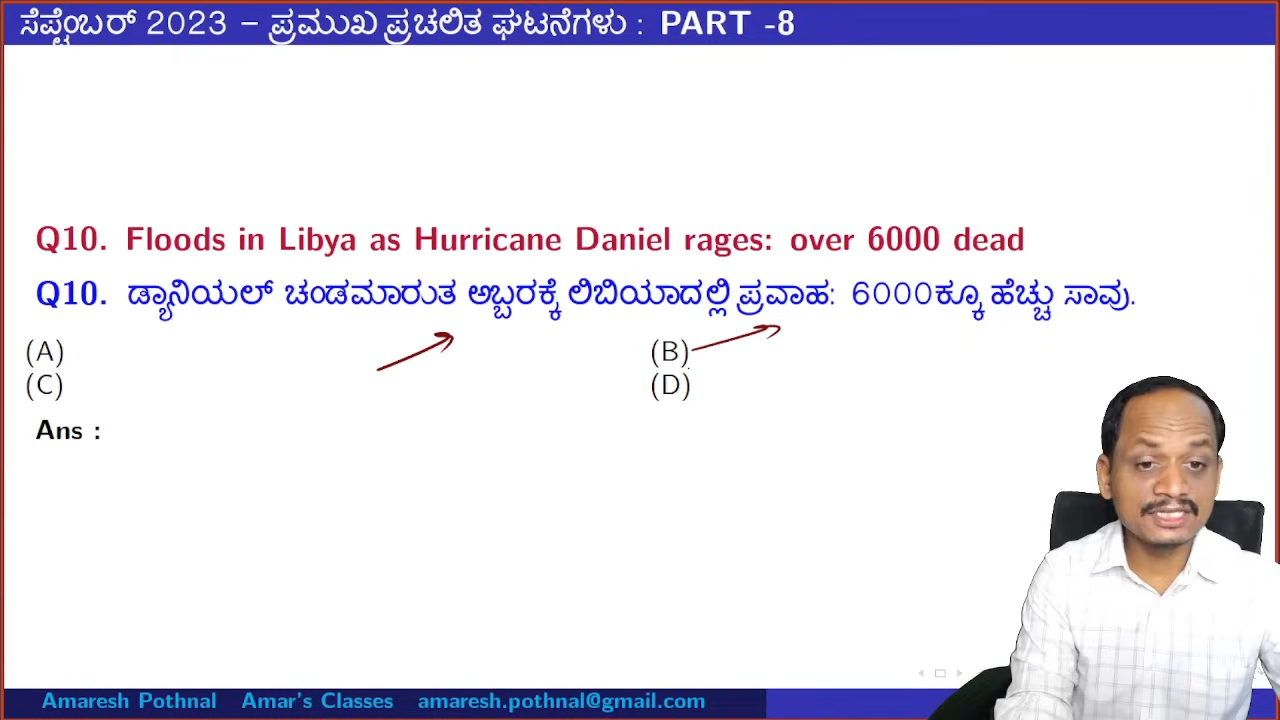 ಸೆಪ್ಟೆಂಬರ್ 2023 – ಪ್ರಮುಖ ಪ್ರಚಲಿತ ಘಟನೆಗಳು : PART -8
Q10. Floods in Libya as Hurricane Daniel rages: over 6000 dead
Q10. ಡ್ಯಾನಿಯಲ್ ಚಂಡಮಾರುತ ಅಬ್ಬರಕ್ಕೆ ಲಿಬಿಯಾದಲ್ಲಿ ಪ್ರವಾಹ: 6000ಕ್ಕೂ ಹೆಚ್ಚು ಸಾವು.
(A) (B)
(C) (D)
Ans :
Amaresh Pothnal Amar's Classes amaresh.pothnal@gmail.com